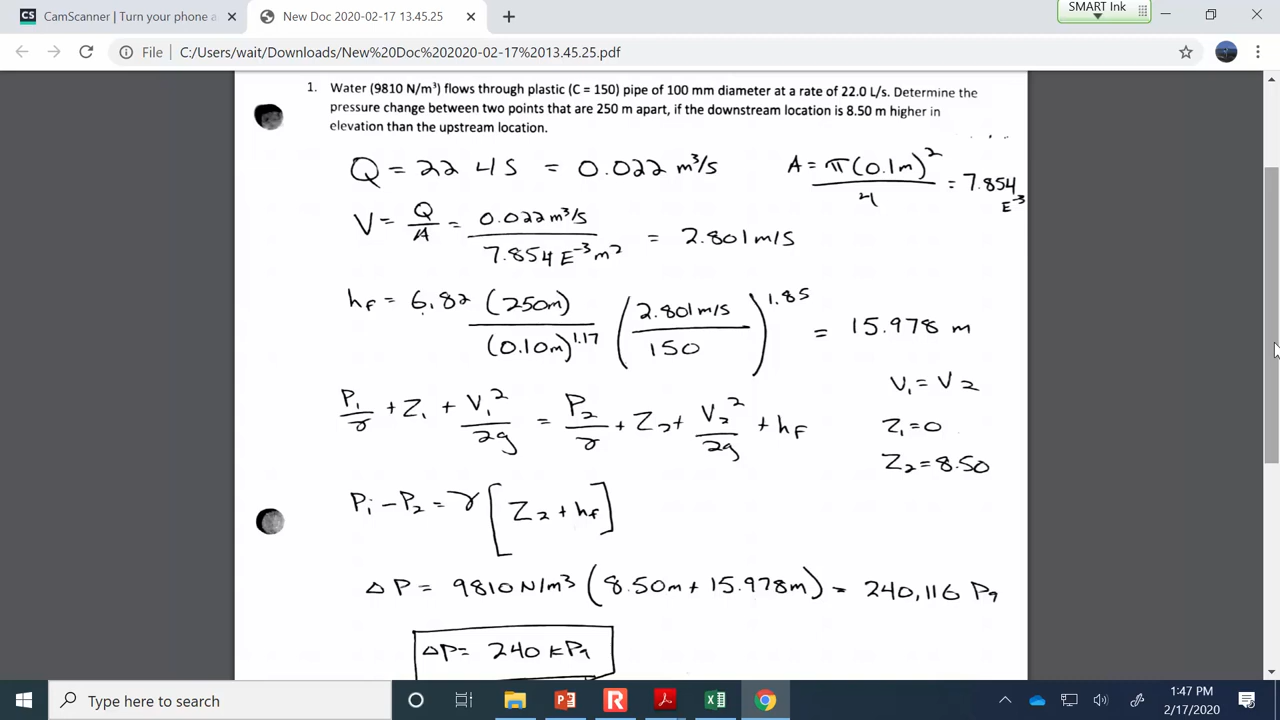 CamScanner | Turn your phone a
New Doc 2020-02-17 13.45.25
SMART Ink
File | C:/Users/wait/Downloads/New%20Doc%202020-02-17%2013.45.25.pdf
1. Water (9810 N/m³) flows through plastic (C = 150) pipe of 100 mm diameter at a rate of 22.0 L/s. Determine the
pressure change between two points that are 250 m apart, if the downstream location is 8.50 m higher in
elevation than the upstream location.
Q = 22 L/S = 0.022 m³/s
A = π(0.1m)² / 4 = 7.854 E⁻³
V = Q/A = 0.022 m³/s / 7.854 E⁻³ m² = 2.801 m/s
hf = 6.82 (250m) / (0.10m)^1.17 (2.801 m/s / 150)^1.85 = 15.978 m
V₁ = V₂
P₁/γ + Z₁ + V₁²/2g = P₂/γ + Z₂ + V₂²/2g + hf
Z₁ = 0
Z₂ = 8.50
P₁ - P₂ = γ [Z₂ + hf]
ΔP = 9810 N/m³ (8.50m + 15.978m) = 240,116 Pa
ΔP = 240 kPa
CS
Type here to search
1:47 PM
2/17/2020